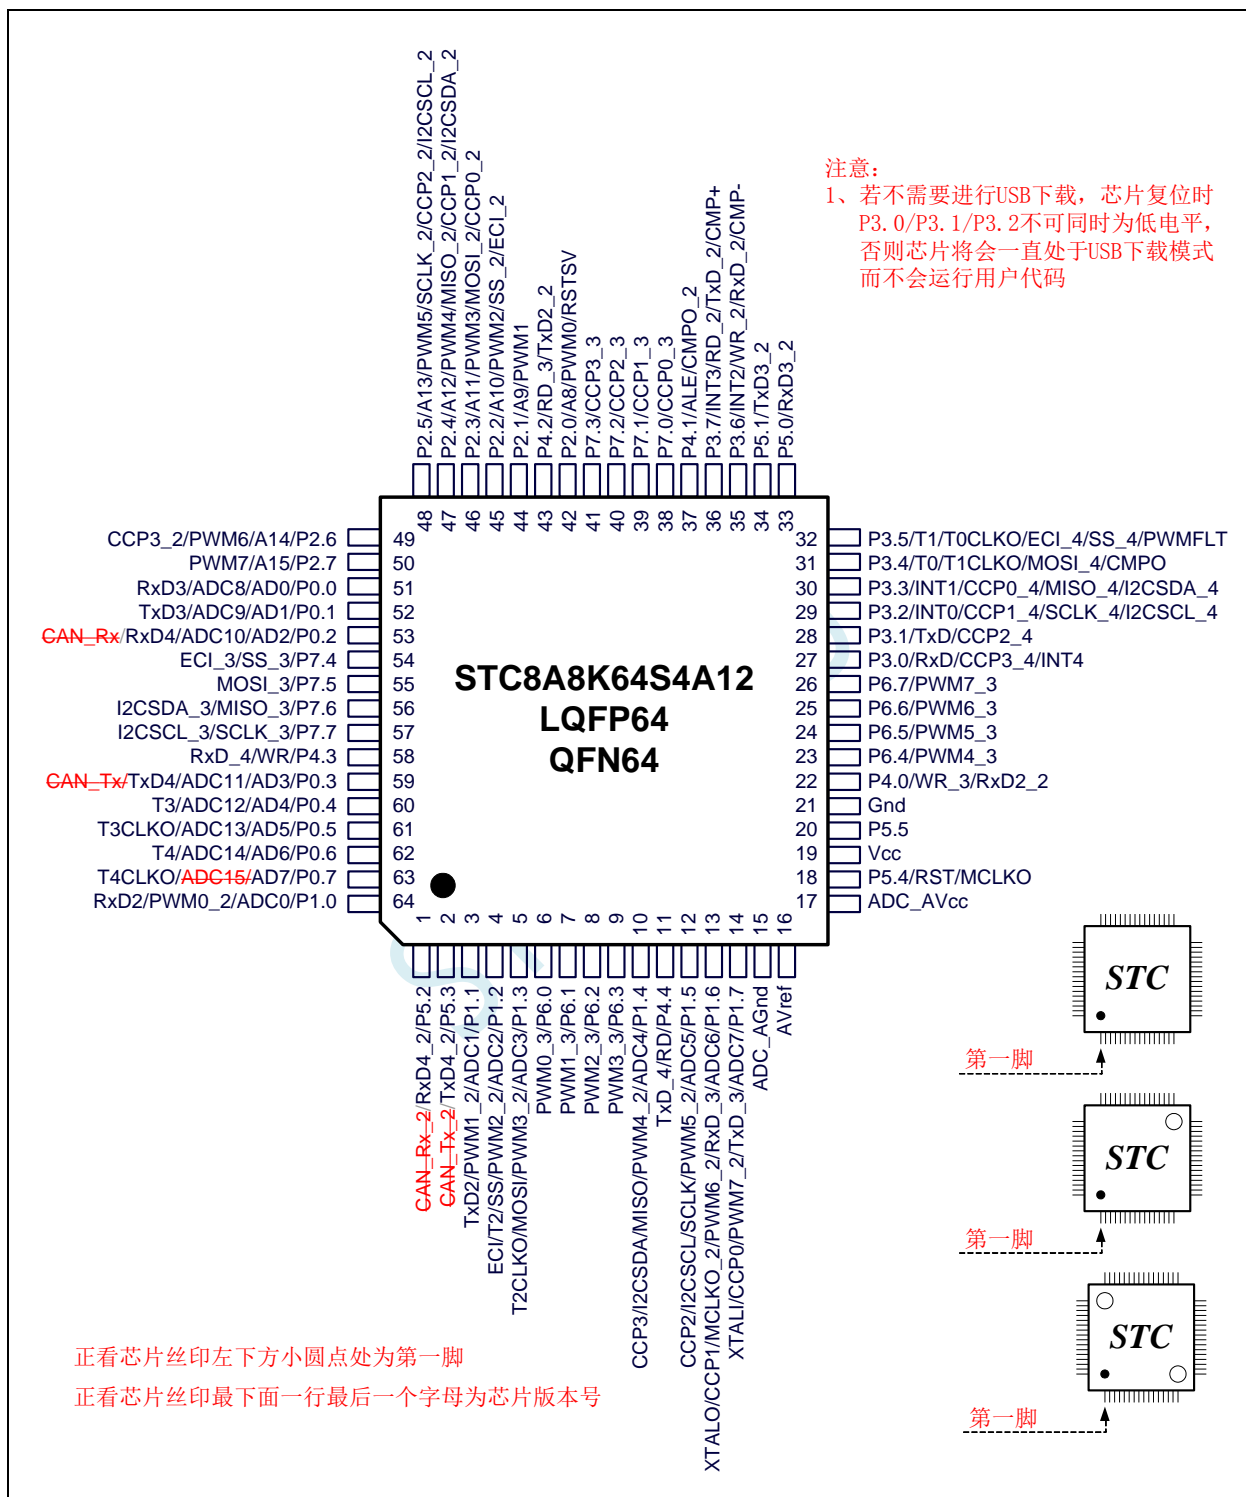 P2.5/A13/PWM5/SCLK_2/CCP2_2/I2CSCL_2
P2.4/A12/PWM4/MISO_2/CCP1_2/I2CSDA_2
P2.3/A11/PWM3/MOSI_2/CCP0_2
P2.2/A10/PWM2/SS_2/ECI_2
P2.1/A9/PWM1
P4.2/RD_3/TxD2_2
P2.0/A8/PWM0/RSTSV
P7.3/CCP3_3
P7.2/CCP2_3
P7.1/CCP1_3
P7.0/CCP0_3
P4.1/ALE/CMPO_2
P3.7/INT3/RD_2/TxD_2/CMP+
P3.6/INT2/WR_2/RxD_2/CMP-
P5.1/TxD3_2
P5.0/RxD3_2
注意:
1、若不需要进行USB下载, 芯片复位时
P3.0/P3.1/P3.2不可同时为低电平,
否则芯片将会一直处于USB下载模式
而不会运行用户代码
48 47 46 45 44 43 42 41 40 39 38 37 36 35 34 33
CCP3_2/PWM6/A14/P2.6 49
PWM7/A15/P2.7 50
RxD3/ADC8/AD0/P0.0 51
TxD3/ADC9/AD1/P0.1 52
CAN_Rx/RxD4/ADC10/AD2/P0.2 53
ECI_3/SS_3/P7.4 54
MOSI_3/P7.5 55
I2CSDA_3/MISO_3/P7.6 56
I2CSCL_3/SCLK_3/P7.7 57
RxD_4/WR/P4.3 58
CAN_Tx/TxD4/ADC11/AD3/P0.3 59
T3/ADC12/AD4/P0.4 60
T3CLKO/ADC13/AD5/P0.5 61
T4/ADC14/AD6/P0.6 62
T4CLKO/ADC15/AD7/P0.7 63
RxD2/PWM0_2/ADC0/P1.0 64
STC8A8K64S4A12
LQFP64
QFN64
32 P3.5/T1/T0CLKO/ECI_4/SS_4/PWMFLT
31 P3.4/T0/T1CLKO/MOSI_4/CMPO
30 P3.3/INT1/CCP0_4/MISO_4/I2CSDA_4
29 P3.2/INT0/CCP1_4/SCLK_4/I2CSCL_4
28 P3.1/TxD/CCP2_4
27 P3.0/RxD/CCP3_4/INT4
26 P6.7/PWM7_3
25 P6.6/PWM6_3
24 P6.5/PWM5_3
23 P6.4/PWM4_3
22 P4.0/WR_3/RxD2_2
21 Gnd
20 P5.5
19 Vcc
18 P5.4/RST/MCLKO
17 ADC_AVcc
1 2 3 4 5 6 7 8 9 10 11 12 13 14 15 16
CAN_Rx_2/RxD4_2/P5.2
CAN_Tx_2/TxD4_2/P5.3
TxD2/PWM1_2/ADC1/P1.1
ECI/T2/SS/PWM2_2/ADC2/P1.2
T2CLKO/MOSI/PWM3_2/ADC3/P1.3
PWM0_3/P6.0
PWM1_3/P6.1
PWM2_3/P6.2
PWM3_3/P6.3
CCP3/I2CSDA/MISO/PWM4_2/ADC4/P1.4
TxD_4/RD/P4.4
CCP2/I2CSCL/SCLK/PWM5_2/ADC5/P1.5
XTALO/CCP1/MCLKO_2/PWM6_2/RxD_3/ADC6/P1.6
XTALI/CCP0/PWM7_2/TxD_3/ADC7/P1.7
ADC_AGnd
AVref
STC
第一脚
STC
第一脚
STC
第一脚
正看芯片丝印左下方小圆点处为第一脚
正看芯片丝印最下面一行最后一个字母为芯片版本号